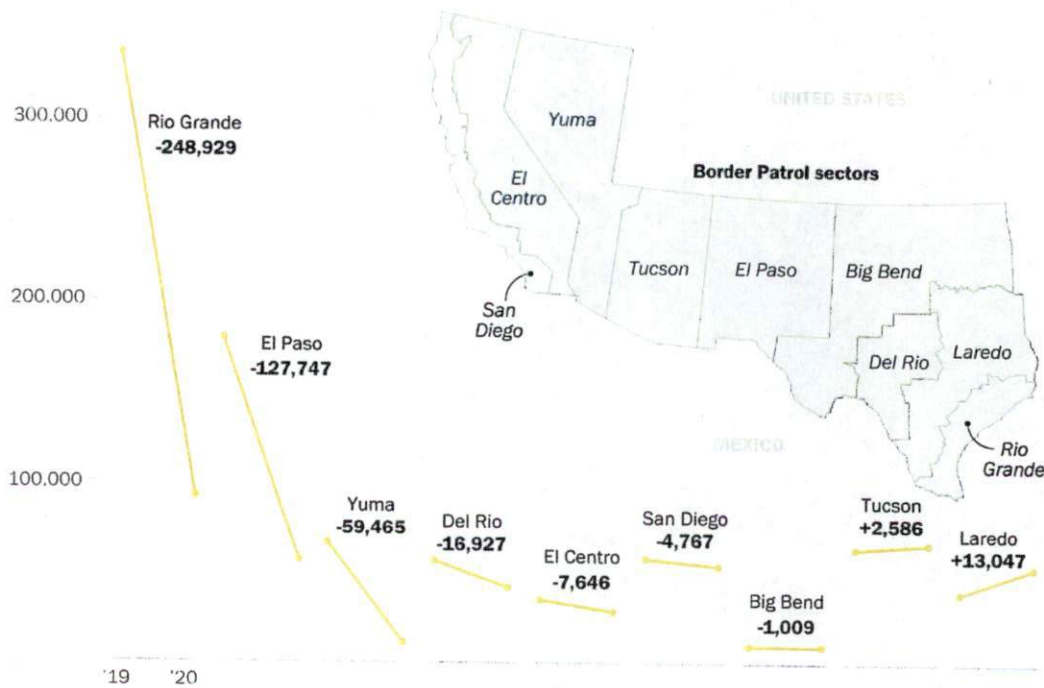 300.000
200.000
100,000
'19 '20
Rio Grande
-248,929
El Paso
-127,747
Yuma
-59,465
Del Rio
-16,927
El Centro
-7,646
San Diego
-4,767
Big Bend
-1,009
Tucson
+2,586
Laredo
+13,047
UNITED STATES
Border Patrol sectors
Yuma
El
Centro
San
Diego
Tucson
El Paso
Big Bend
Del Rio
Laredo
Rio
Grande
MEXICO